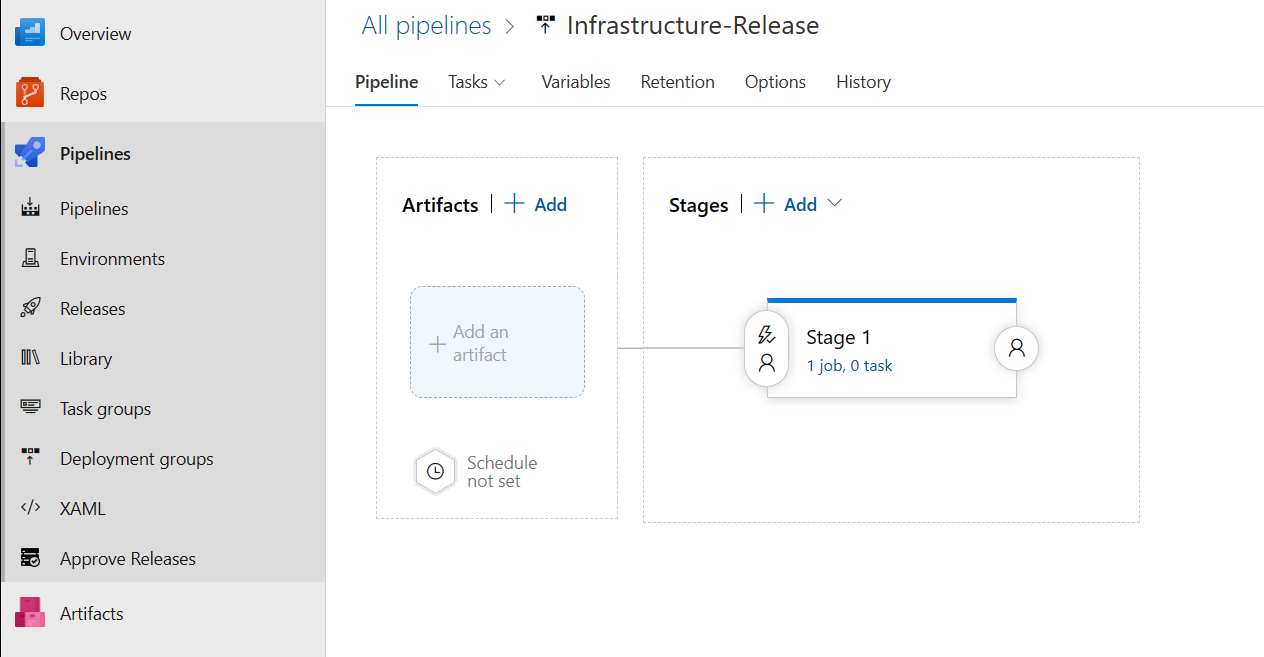 Overview
Repos
Pipelines
Pipelines
Environments
Releases
Library
Task groups
Deployment groups
XAML
Approve Releases
Artifacts
All pipelines > Infrastructure-Release
Pipeline Tasks Variables Retention Options History
Artifacts | + Add
+ Add an
artifact
Schedule
not set
Stages | + Add
Stage 1
1 job, 0 task